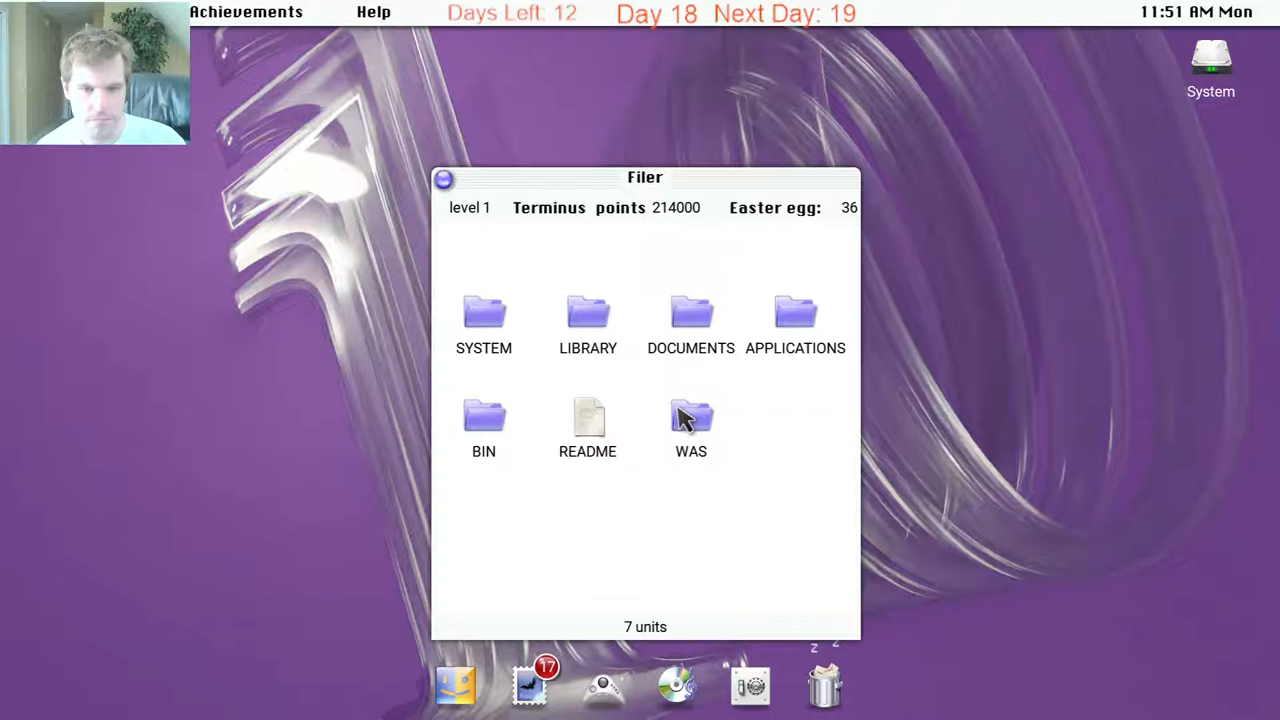 Achievements Help Days Left: 12 Day 18 Next Day: 19 11:51 AM Mon
System
Filer
level 1 Terminus points 214000 Easter egg: 36
SYSTEM LIBRARY DOCUMENTS APPLICATIONS
BIN README WAS
7 units
z z
17